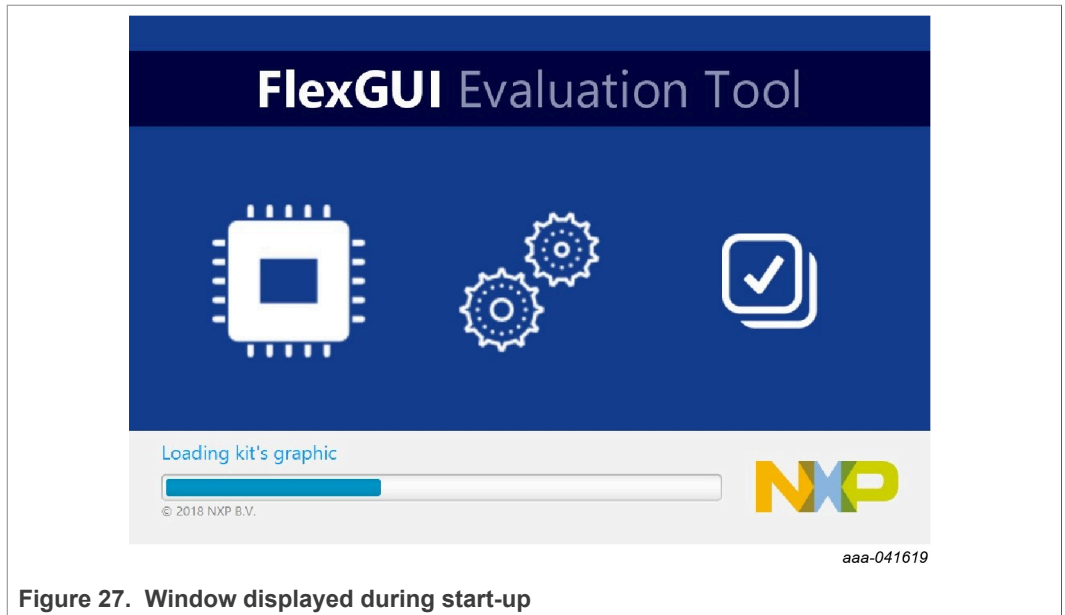 FlexGUI Evaluation Tool
Loading kit's graphic
© 2018 NXP B.V.
NXP
aaa-041619
Figure 27. Window displayed during start-up